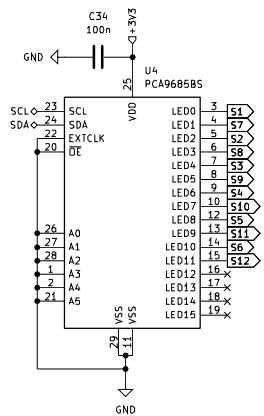 C34
100n
+3V3
GND
25
U4
PCA9685BS
VDD
SCL 23 SCL LED0 3 S1
SDA 24 SDA LED1 4 S7
22 EXTCLK LED2 5 S2
20 OE LED3 6 S8
LED4 7 S3
LED5 8 S9
LED6 9 S4
LED7 10 S10
LED8 12 S5
26 A0 LED9 13 S11
27 A1 LED10 14 S6
28 A2 LED11 15 S12
1 A3 LED12 16
2 A4 LED13 17
21 A5 LED14 18
LED15 19
VSS VSS
29 11
GND